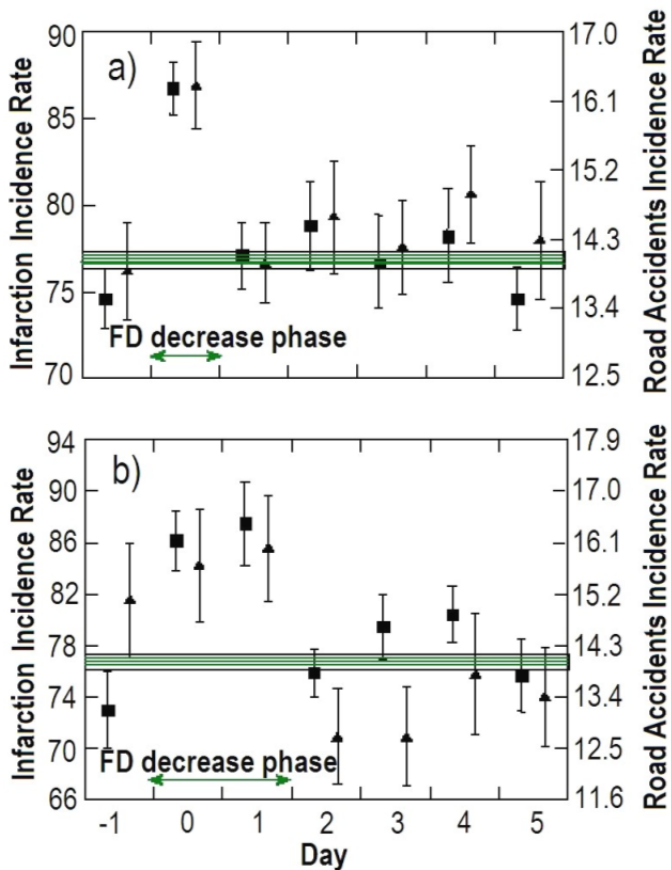 a)
Infarction Incidence Rate
90
85
80
75
70
FD decrease phase
17.0
16.1
15.2
14.3
13.4
12.5
Road Accidents Incidence Rate
b)
Infarction Incidence Rate
94
90
86
82
78
74
70
66
FD decrease phase
17.9
17.0
16.1
15.2
14.3
13.4
12.5
11.6
Road Accidents Incidence Rate
-1 0 1 2 3 4 5
Day